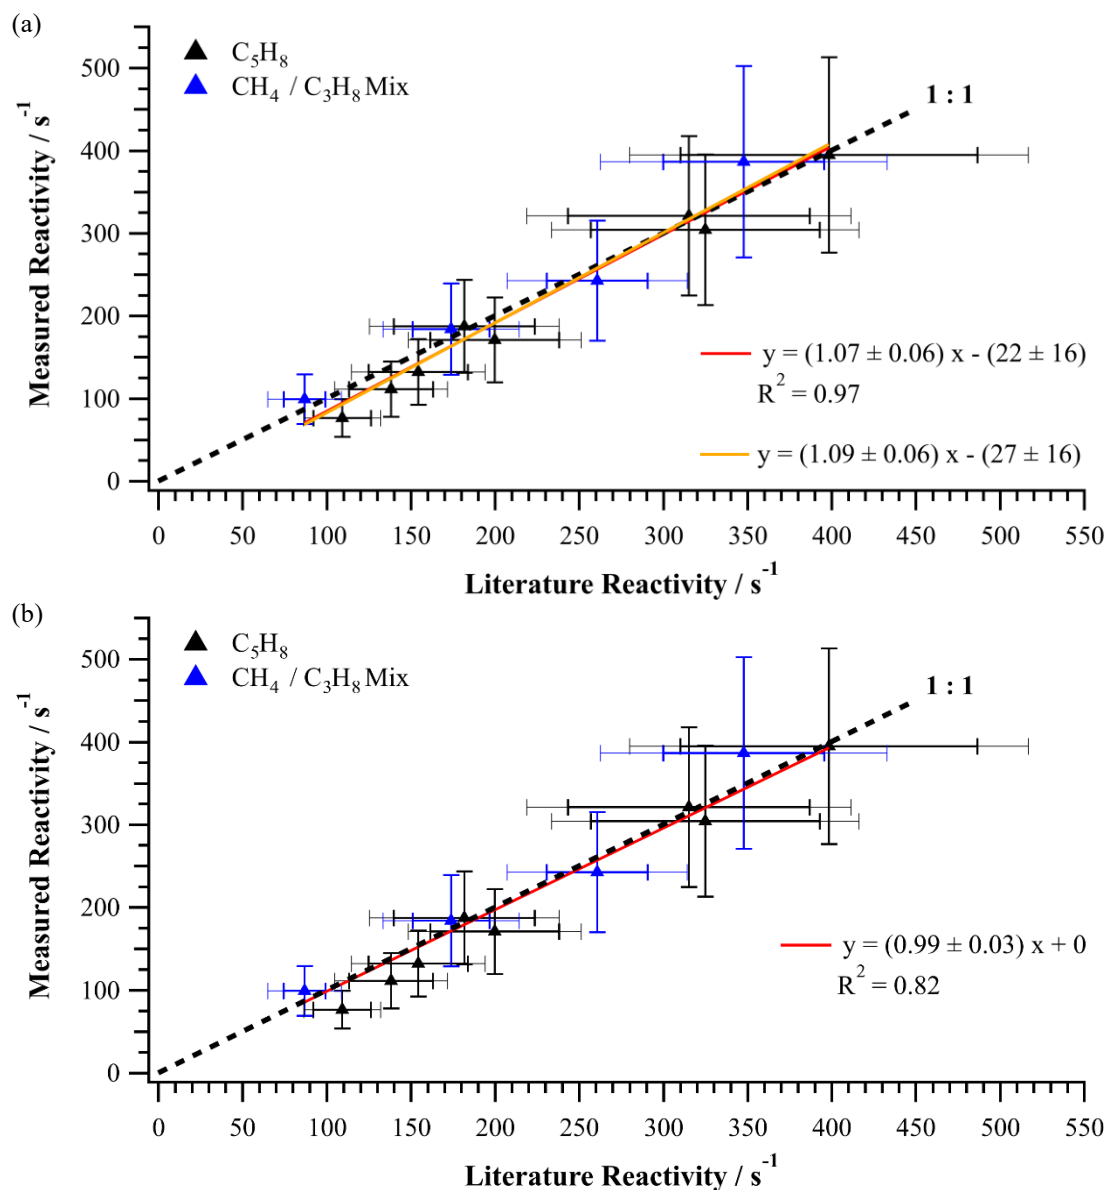 (a)
C₅H₈
CH₄ / C₃H₈ Mix
1 : 1
500
400
300
200
100
0
Measured Reactivity / s⁻¹
y = (1.07 ± 0.06) x - (22 ± 16)
R² = 0.97
y = (1.09 ± 0.06) x - (27 ± 16)
0 50 100 150 200 250 300 350 400 450 500 550
Literature Reactivity / s⁻¹
(b)
C₅H₈
CH₄ / C₃H₈ Mix
1 : 1
500
400
300
200
100
0
Measured Reactivity / s⁻¹
y = (0.99 ± 0.03) x + 0
R² = 0.82
0 50 100 150 200 250 300 350 400 450 500 550
Literature Reactivity / s⁻¹